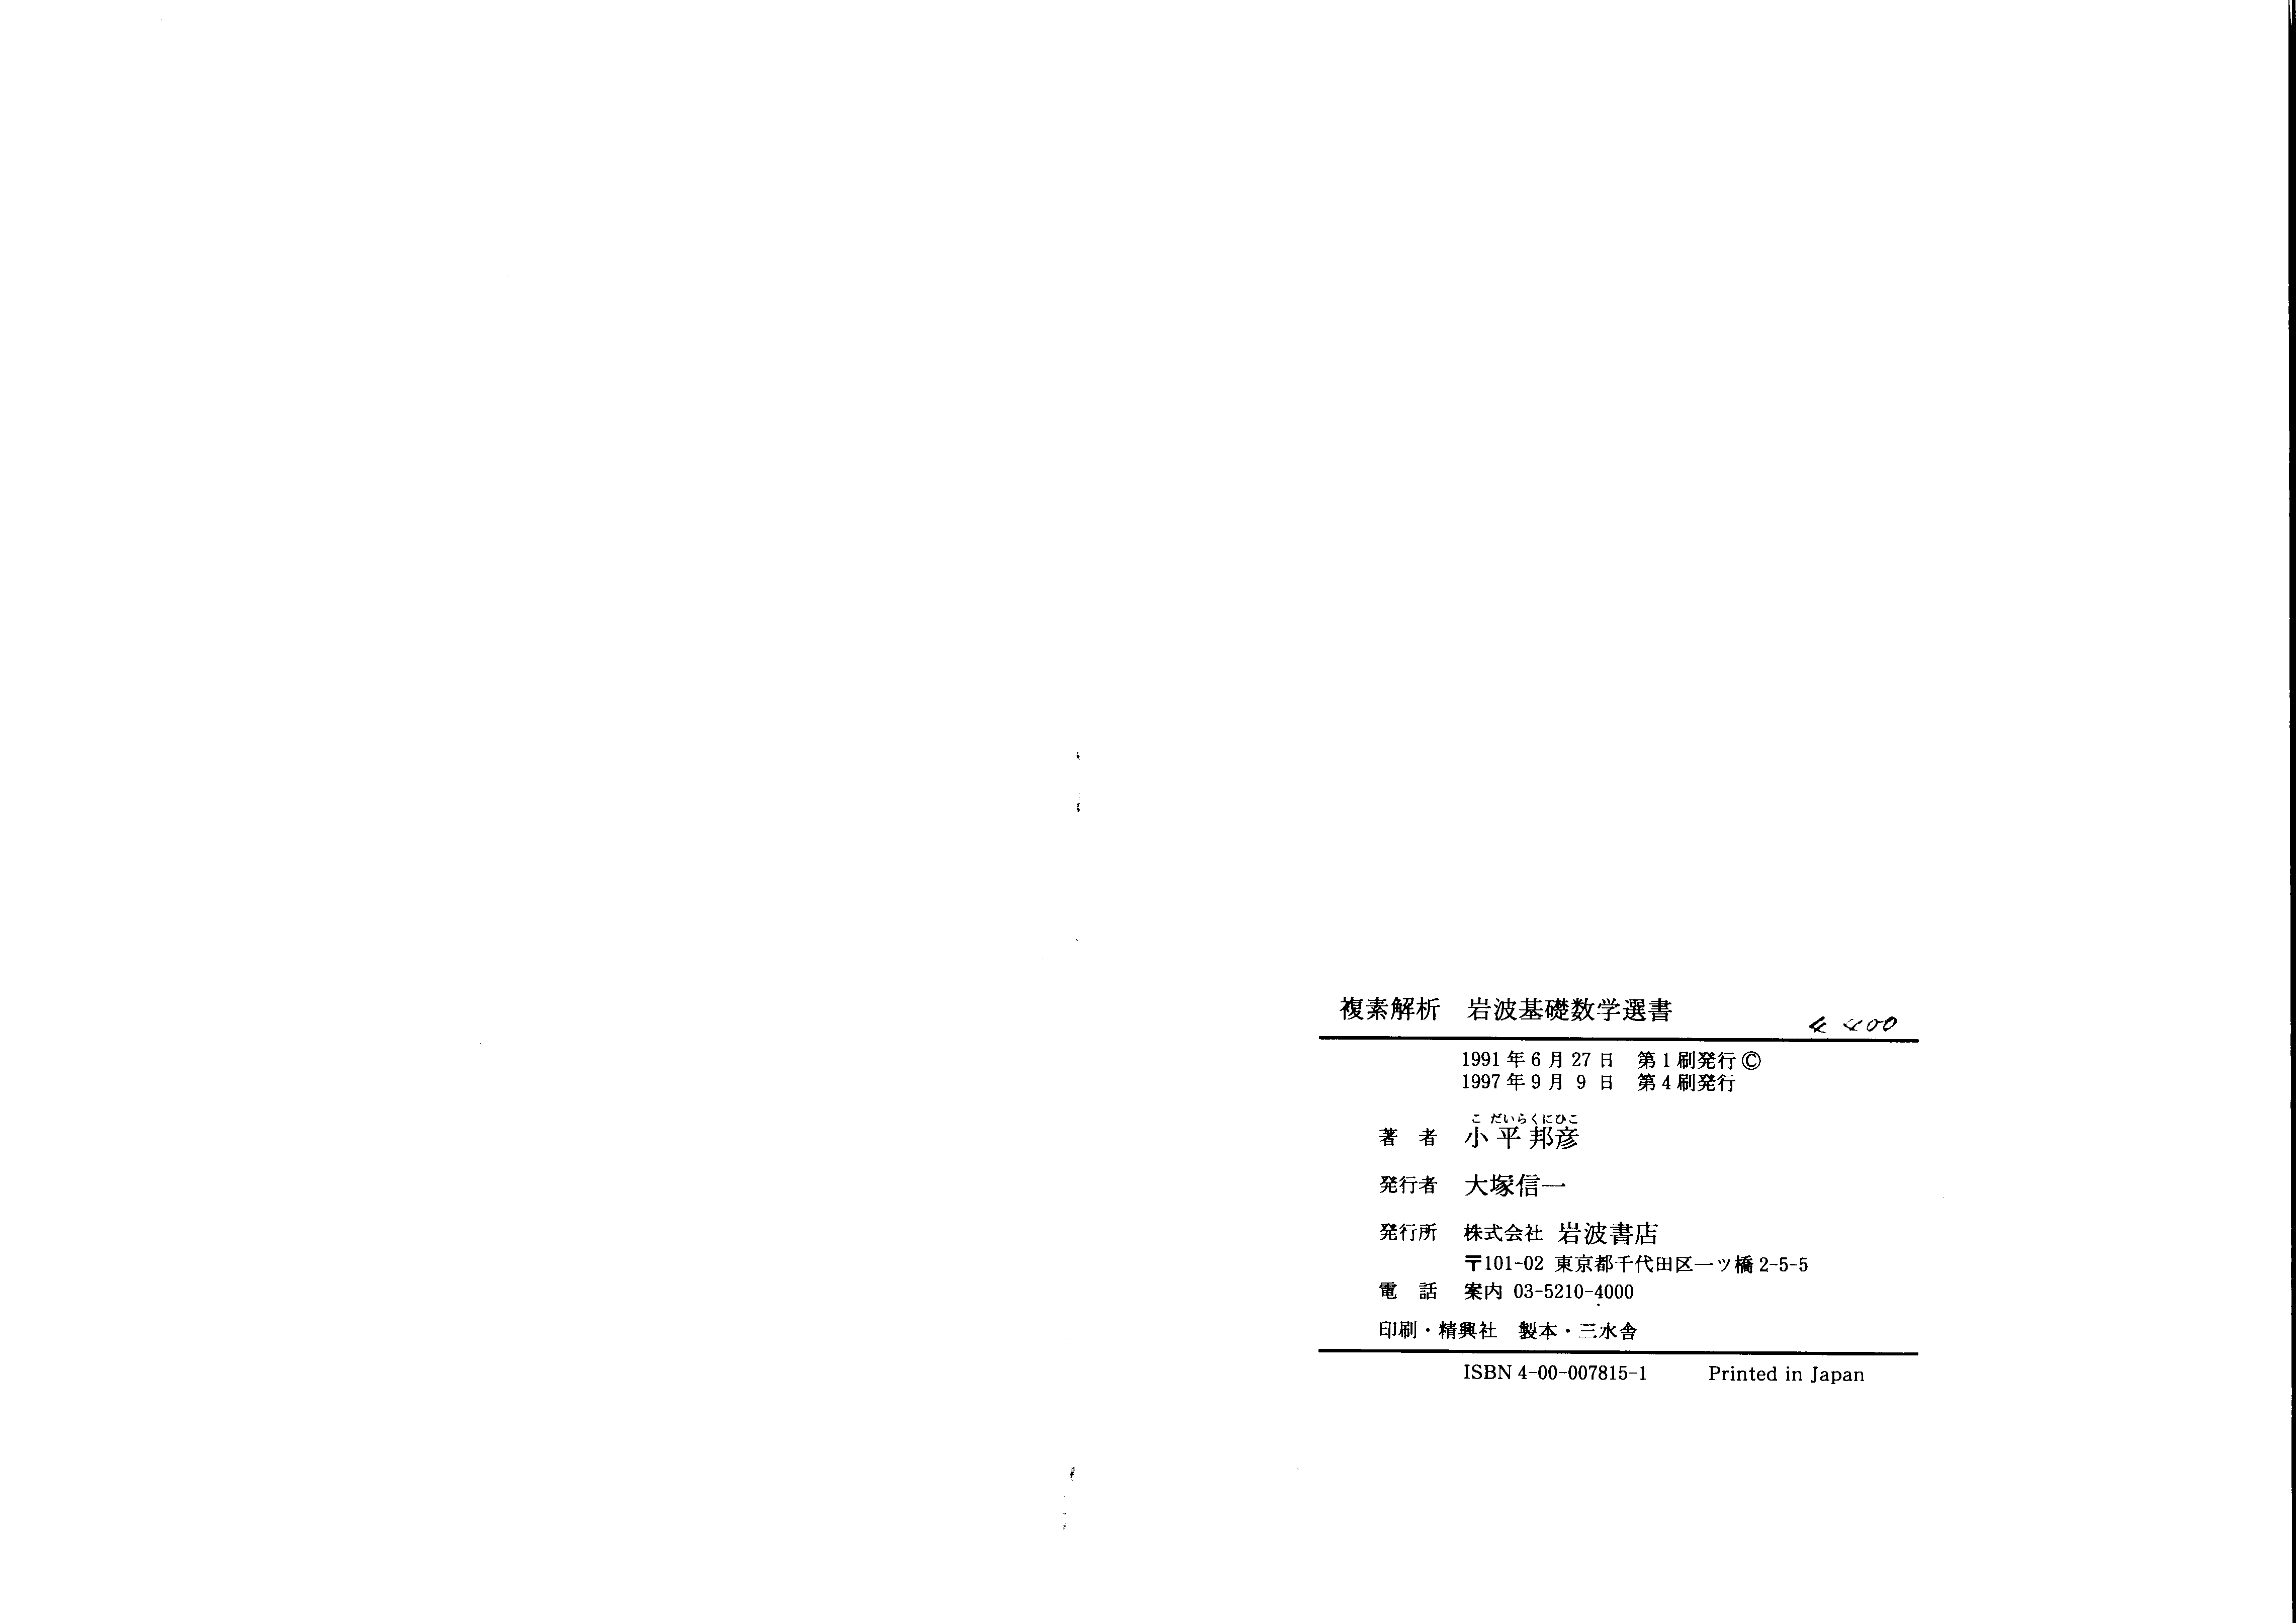 複素解析　岩波基礎数学選書
4400
1991年6月27日　第1刷発行©
1997年9月9日　第4刷発行
こだいらくにひこ
著　者　小平邦彦
発行者　大塚信一
発行所　株式会社 岩波書店
〒101-02 東京都千代田区一ツ橋2-5-5
電　話　案内 03-5210-4000
印刷・精興社　製本・三水舎
ISBN 4-00-007815-1　Printed in Japan